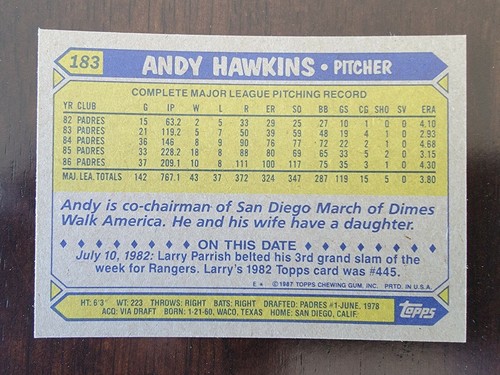 183
ANDY HAWKINS • PITCHER
COMPLETE MAJOR LEAGUE PITCHING RECORD
YR CLUB G IP W L R ER SO BB GS CG SHO SV ERA
82 PADRES 15 63.2 2 5 33 29 25 27 10 1 0 0 4.10
83 PADRES 21 119.2 5 7 50 39 59 48 19 4 1 0 2.93
84 PADRES 36 146 8 9 90 76 77 72 22 2 1 0 4.68
85 PADRES 33 228.2 18 8 88 80 69 65 33 5 2 0 3.15
86 PADRES 37 209.1 10 8 111 100 117 75 35 3 1 0 4.30
MAJ. LEA. TOTALS 142 767.1 43 37 372 324 347 287 119 15 5 0 3.80
Andy is co-chairman of San Diego March of Dimes
Walk America. He and his wife have a daughter.
ON THIS DATE
July 10, 1982: Larry Parrish belted his 3rd grand slam of the
week for Rangers. Larry's 1982 Topps card was #445.
E * ©1987 TOPPS CHEWING GUM, INC. PRTD. IN U.S.A.
HT: 6'3" WT: 223 THROWS: RIGHT BATS: RIGHT DRAFTED: PADRES #1-JUNE, 1978
ACQ: VIA DRAFT BORN: 1-21-60, WACO, TEXAS HOME: SAN DIEGO, CALIF.
topps